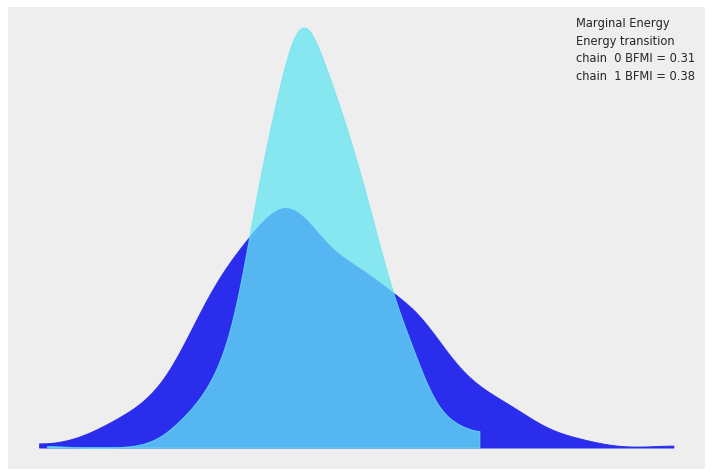 Marginal Energy
Energy transition
chain  0 BFMI = 0.31
chain  1 BFMI = 0.38